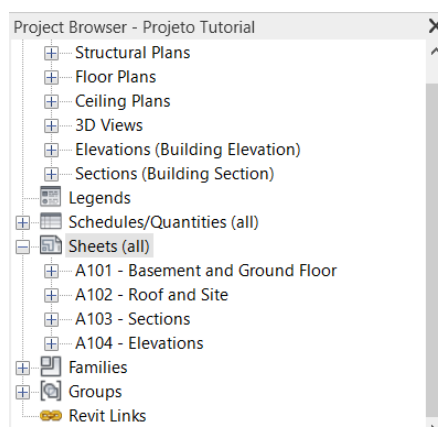 Project Browser - Projeto Tutorial
Structural Plans
Floor Plans
Ceiling Plans
3D Views
Elevations (Building Elevation)
Sections (Building Section)
Legends
Schedules/Quantities (all)
Sheets (all)
A101 - Basement and Ground Floor
A102 - Roof and Site
A103 - Sections
A104 - Elevations
Families
Groups
Revit Links